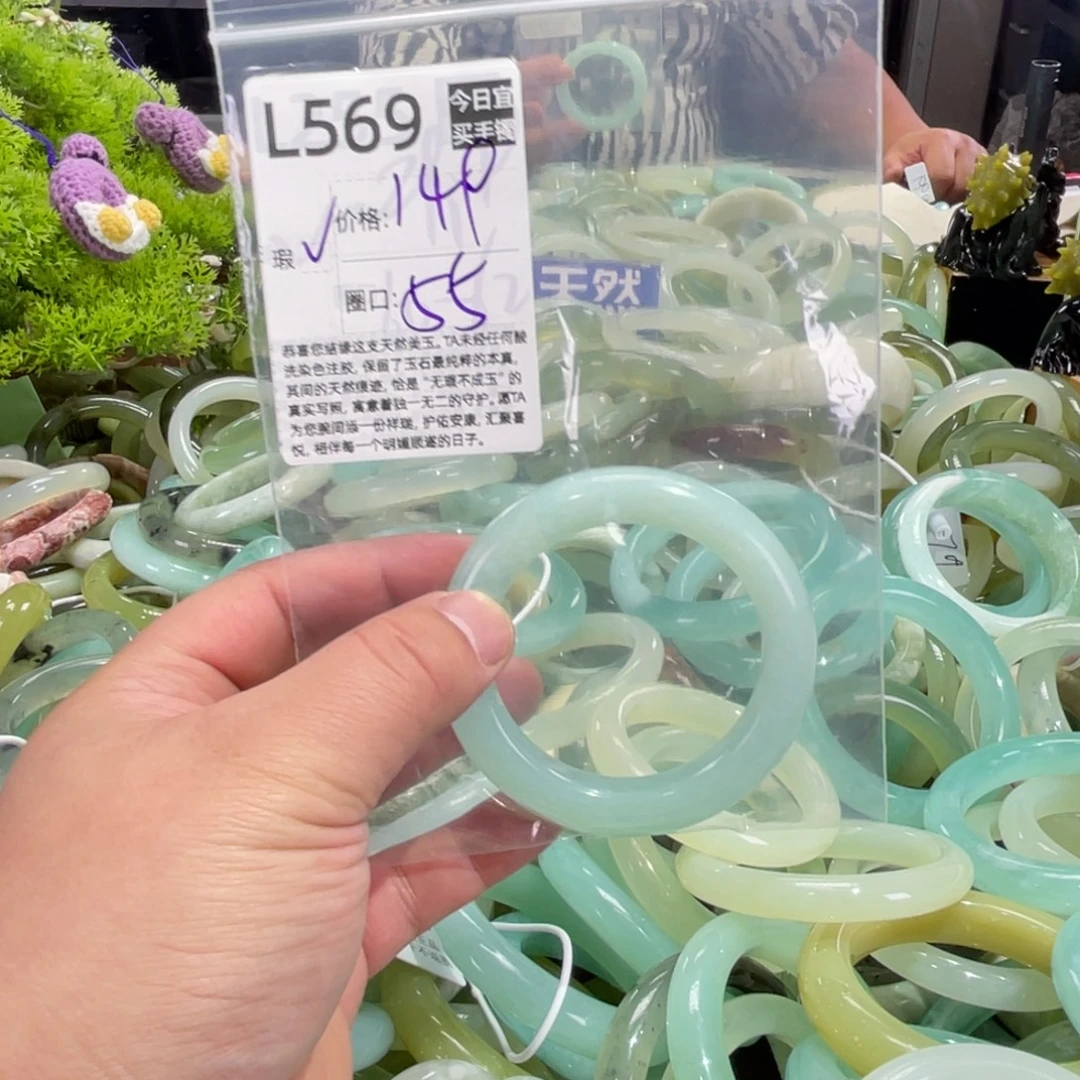 L569
今日宜
买手镯
价格:140
瑕 ✓
圈口:55
恭喜您结缘这支天然美玉。TA未经任何酸
洗染色注胶，保留了玉石最纯粹的本真，
其间的天然痕迹，恰是“无瑕不成玉”的
真实写照，寓意着独一无二的守护。愿TA
为您腕间添一份祥瑞，护佑安康，汇聚喜
悦，相伴每一个明媚顺遂的日子。
天然